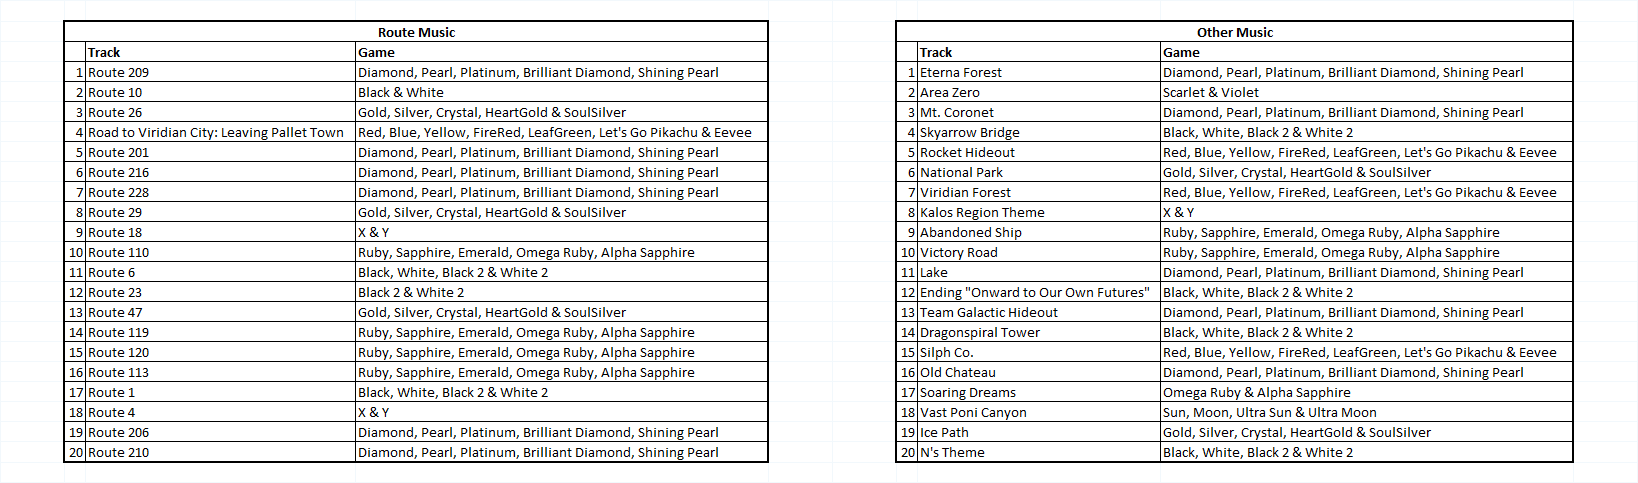 Route Music
Track Game
1 Route 209 Diamond, Pearl, Platinum, Brilliant Diamond, Shining Pearl
2 Route 10 Black & White
3 Route 26 Gold, Silver, Crystal, HeartGold & SoulSilver
4 Road to Viridian City: Leaving Pallet Town Red, Blue, Yellow, FireRed, LeafGreen, Let's Go Pikachu & Eevee
5 Route 201 Diamond, Pearl, Platinum, Brilliant Diamond, Shining Pearl
6 Route 216 Diamond, Pearl, Platinum, Brilliant Diamond, Shining Pearl
7 Route 228 Diamond, Pearl, Platinum, Brilliant Diamond, Shining Pearl
8 Route 29 Gold, Silver, Crystal, HeartGold & SoulSilver
9 Route 18 X & Y
10 Route 110 Ruby, Sapphire, Emerald, Omega Ruby, Alpha Sapphire
11 Route 6 Black, White, Black 2 & White 2
12 Route 23 Black 2 & White 2
13 Route 47 Gold, Silver, Crystal, HeartGold & SoulSilver
14 Route 119 Ruby, Sapphire, Emerald, Omega Ruby, Alpha Sapphire
15 Route 120 Ruby, Sapphire, Emerald, Omega Ruby, Alpha Sapphire
16 Route 113 Ruby, Sapphire, Emerald, Omega Ruby, Alpha Sapphire
17 Route 1 Black, White, Black 2 & White 2
18 Route 4 X & Y
19 Route 206 Diamond, Pearl, Platinum, Brilliant Diamond, Shining Pearl
20 Route 210 Diamond, Pearl, Platinum, Brilliant Diamond, Shining Pearl
Other Music
Track Game
1 Eterna Forest Diamond, Pearl, Platinum, Brilliant Diamond, Shining Pearl
2 Area Zero Scarlet & Violet
3 Mt. Coronet Diamond, Pearl, Platinum, Brilliant Diamond, Shining Pearl
4 Skyarrow Bridge Black, White, Black 2 & White 2
5 Rocket Hideout Red, Blue, Yellow, FireRed, LeafGreen, Let's Go Pikachu & Eevee
6 National Park Gold, Silver, Crystal, HeartGold & SoulSilver
7 Viridian Forest Red, Blue, Yellow, FireRed, LeafGreen, Let's Go Pikachu & Eevee
8 Kalos Region Theme X & Y
9 Abandoned Ship Ruby, Sapphire, Emerald, Omega Ruby, Alpha Sapphire
10 Victory Road Ruby, Sapphire, Emerald, Omega Ruby, Alpha Sapphire
11 Lake Diamond, Pearl, Platinum, Brilliant Diamond, Shining Pearl
12 Ending "Onward to Our Own Futures" Black, White, Black 2 & White 2
13 Team Galactic Hideout Diamond, Pearl, Platinum, Brilliant Diamond, Shining Pearl
14 Dragonspiral Tower Black, White, Black 2 & White 2
15 Silph Co. Red, Blue, Yellow, FireRed, LeafGreen, Let's Go Pikachu & Eevee
16 Old Chateau Diamond, Pearl, Platinum, Brilliant Diamond, Shining Pearl
17 Soaring Dreams Omega Ruby & Alpha Sapphire
18 Vast Poni Canyon Sun, Moon, Ultra Sun & Ultra Moon
19 Ice Path Gold, Silver, Crystal, HeartGold & SoulSilver
20 N's Theme Black, White, Black 2 & White 2